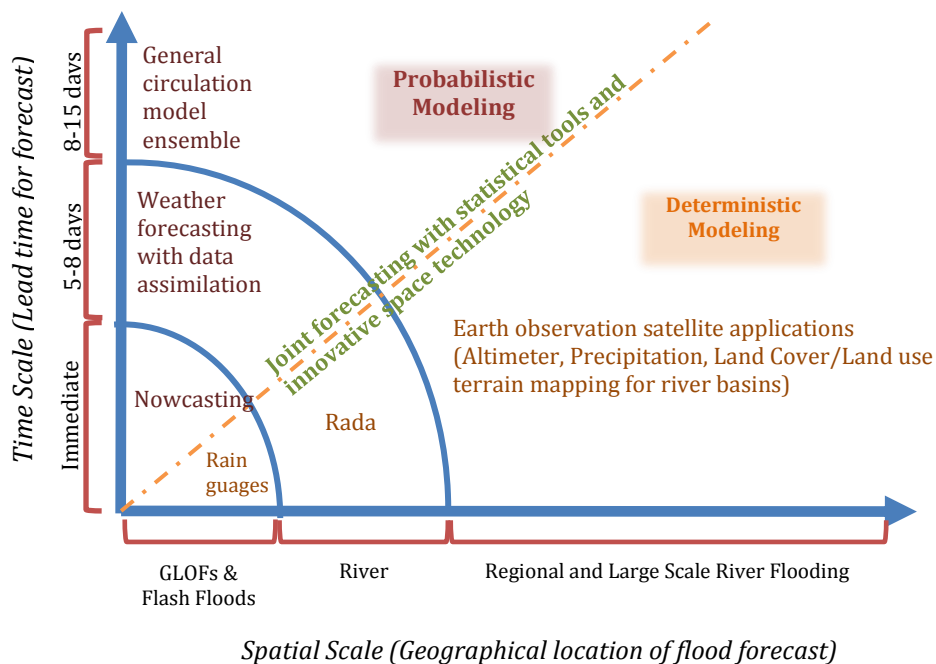 Time Scale (Lead time for forecast)
8-15 days
5-8 days
Immediate
General
circulation
model
ensemble
Probabilistic
Modeling
Weather
forecasting
with data
assimilation
Joint forecasting with statistical tools and
innovative space technology
Deterministic
Modeling
Earth observation satellite applications
(Altimeter, Precipitation, Land Cover/Land use
terrain mapping for river basins)
Nowcasting
Rada
Rain
guages
GLOFs &
Flash Floods
River
Regional and Large Scale River Flooding
Spatial Scale (Geographical location of flood forecast)